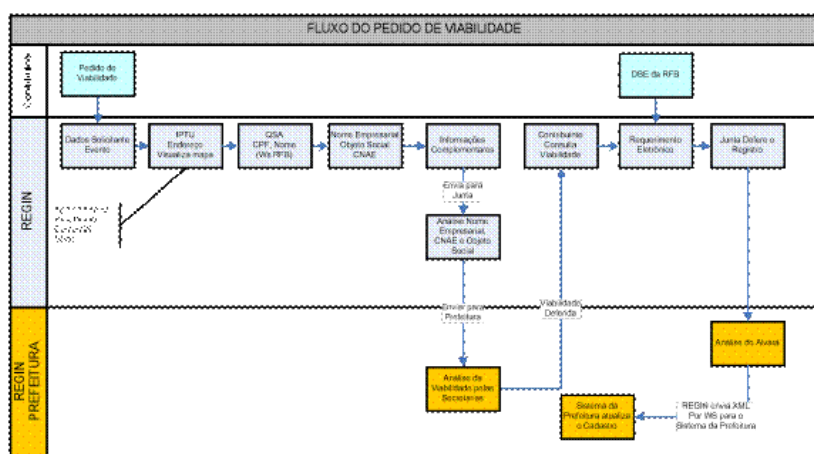 FLUXO DO PEDIDO DE VIABILIDADE
Pedido de
Viabilidade
DBE da RFB
REGIN
Dados Solicitante
Evento
IPTU
Endereço
Visualiza mapa
QSA
CPF, Nome
(Ws RFB)
Nome Empresarial
Objeto Social
CNAE
Informações
Complementares
Contribuinte
Consulta
Viabilidade
Requerimento
Eletrônico
Junta Defere o
Registro
Envia para
Junta
Análise Nome
Empresarial,
CNAE e Objeto
Social
Enviar para
Prefeitura
Viabilidade
Deferida
REGIN
PREFEITURA
Análise de
Viabilidade pelas
Secretarias
Análise do Alvará
Sistema da
Prefeitura atualiza
o Cadastro
REGIN envia XML
Por WS para o
Sistema da Prefeitura